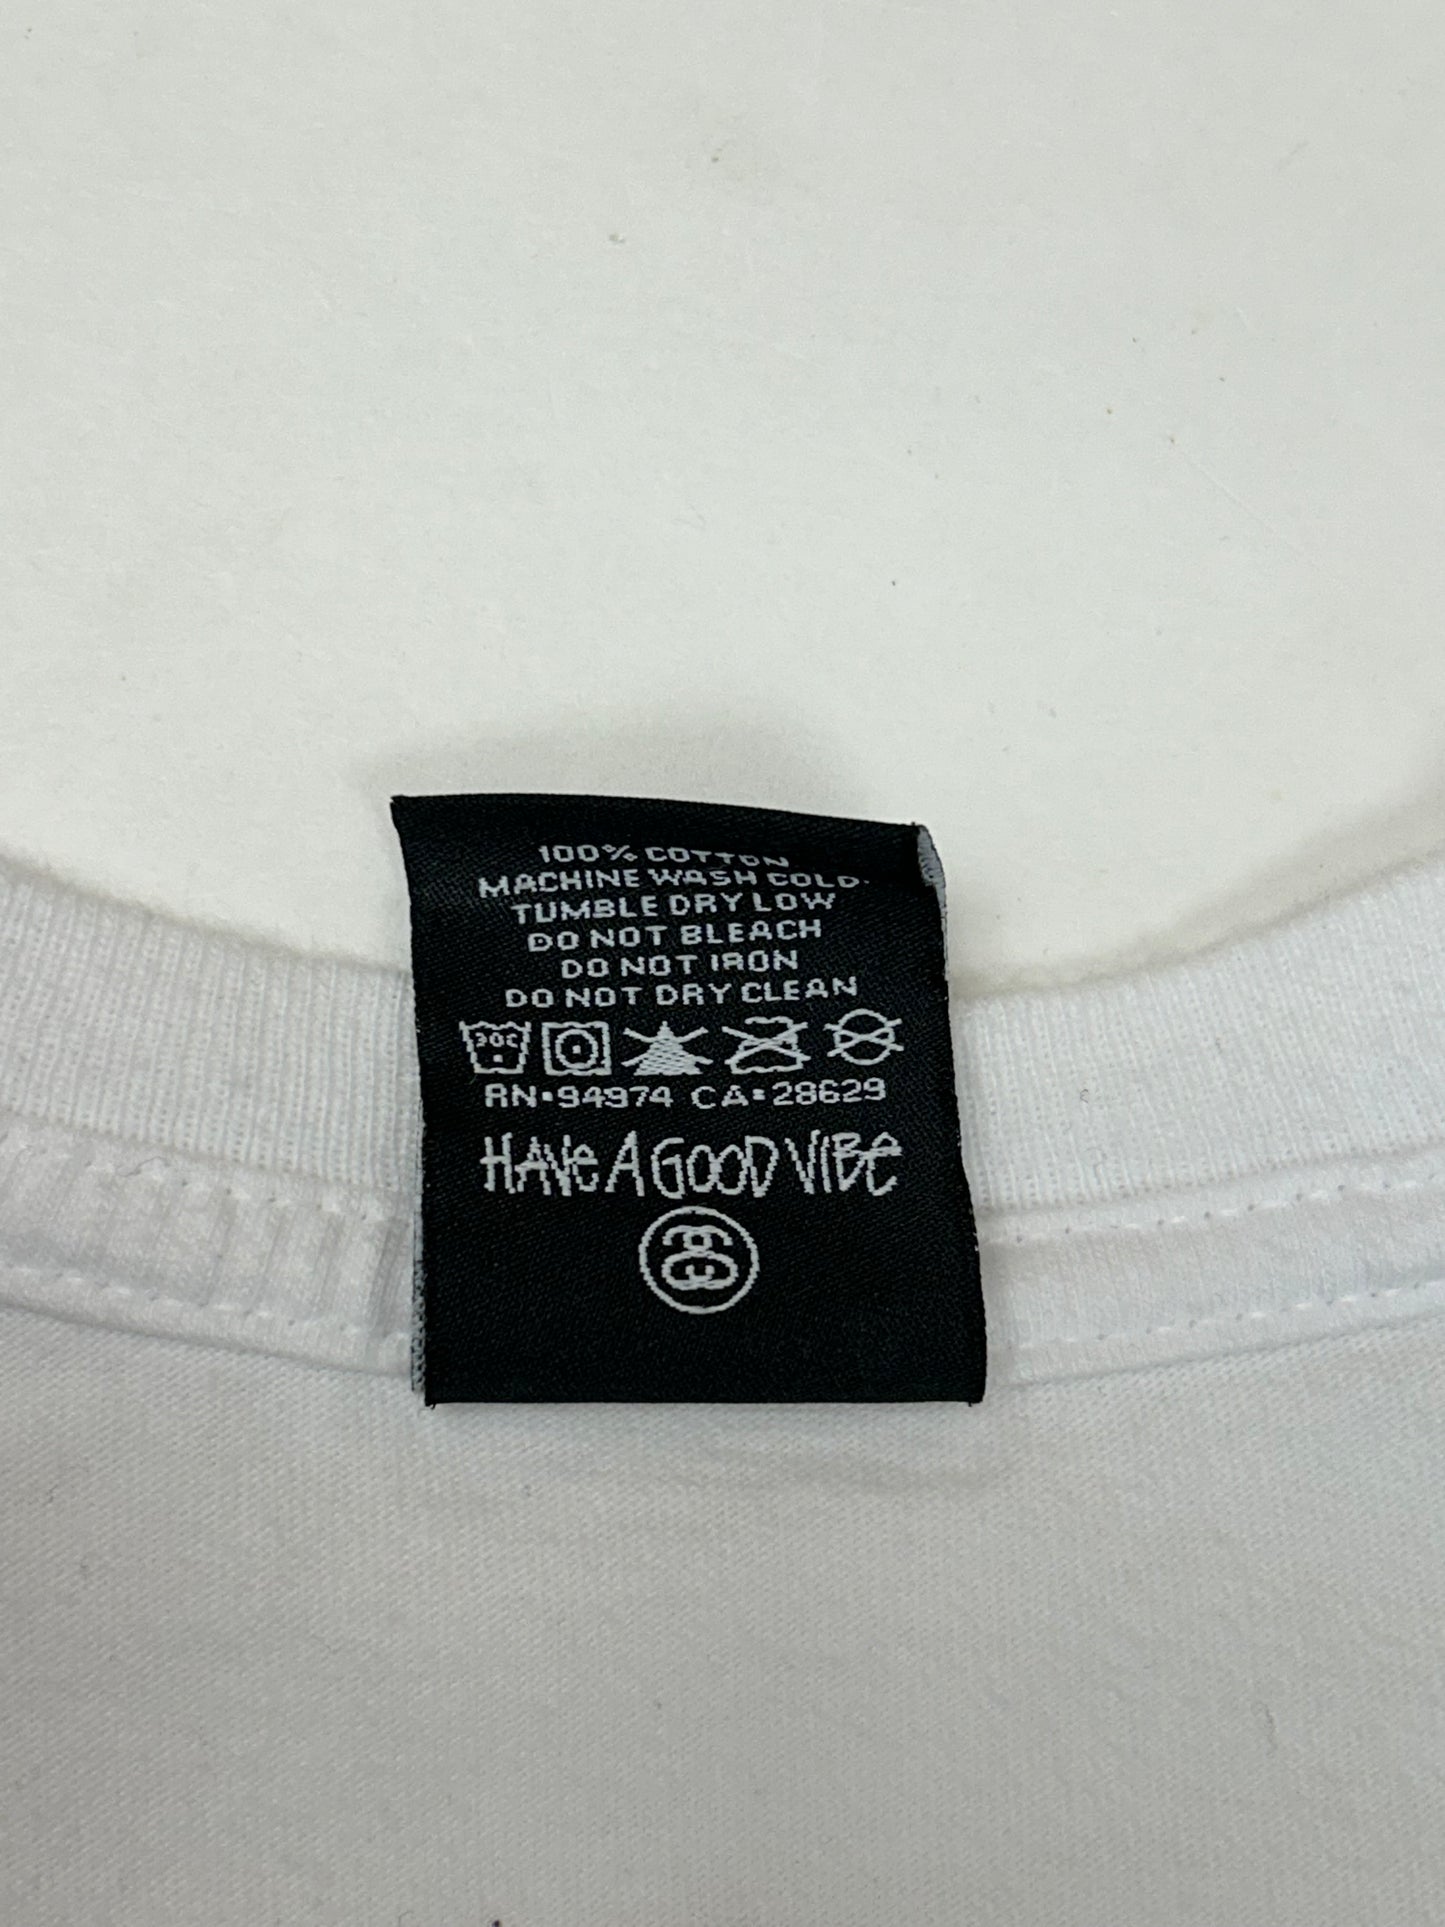 100% COTTON
MACHINE WASH COLD.
TUMBLE DRY LOW
DO NOT BLEACH
DO NOT IRON
DO NOT DRY CLEAN
30C
RN•94974 CA:28629
HAVE A GOOD VIBE